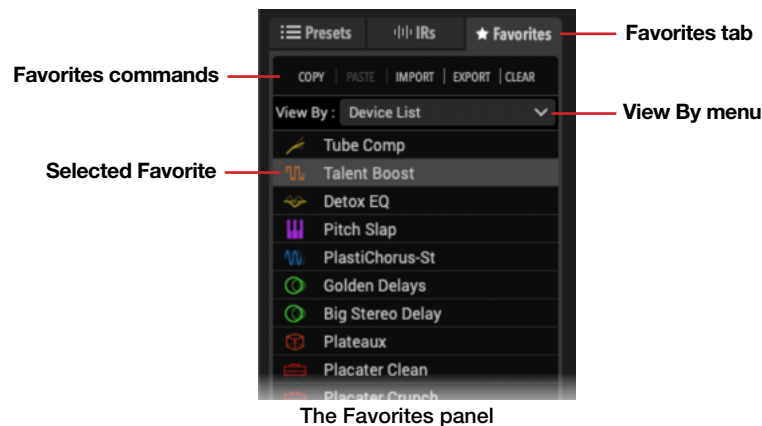 Presets IRs Favorites
Favorites tab
Favorites commands
COPY | PASTE | IMPORT | EXPORT | CLEAR
View By : Device List
View By menu
Tube Comp
Selected Favorite
Talent Boost
Detox EQ
Pitch Slap
PlastiChorus-St
Golden Delays
Big Stereo Delay
Plateaux
Placater Clean
Placater Crunch
The Favorites panel